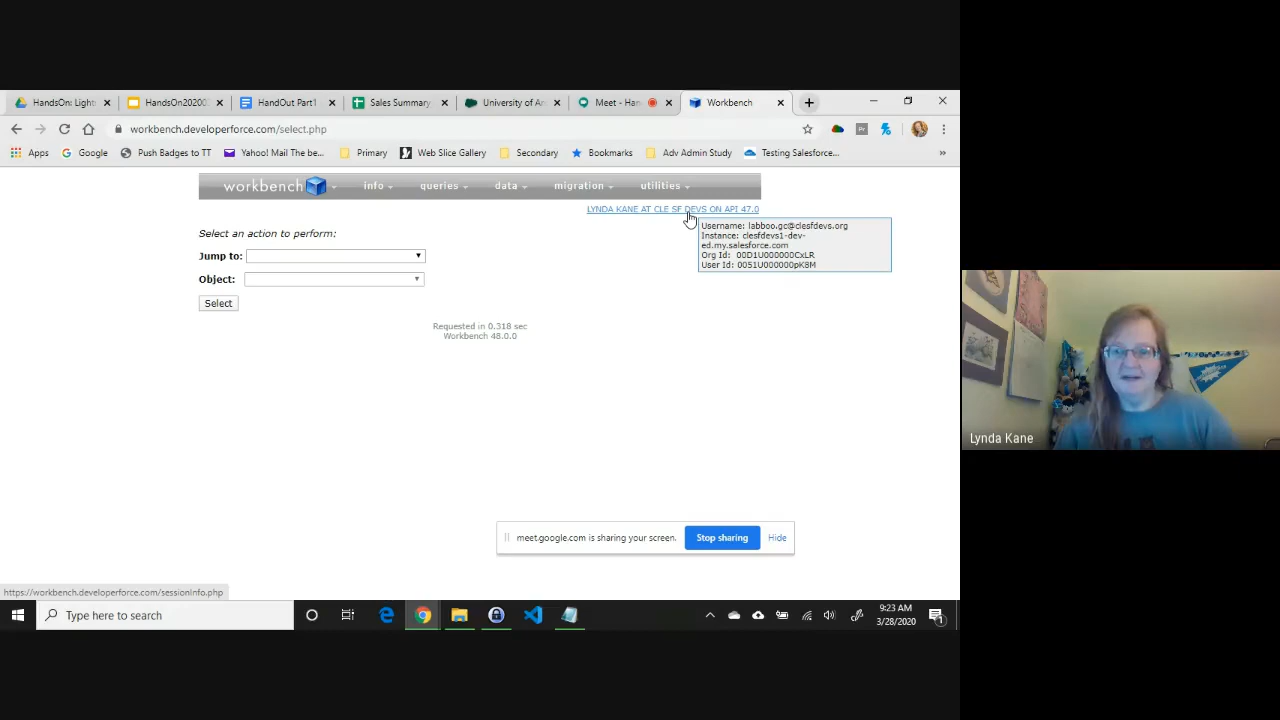 HandsOn: Light
HandsOn2020
HandOut Part1
Sales Summary
University of Am
Meet - Han
Workbench
workbench.developerforce.com/select.php
Apps
Google
Push Badges to TT
Yahoo! Mail The be...
Primary
Web Slice Gallery
Secondary
Bookmarks
Adv Admin Study
Testing Salesforce...
»
workbench
info
queries
data
migration
utilities
LYNDA KANE AT CLE SF DEVS ON API 47.0
Select an action to perform:
Username: labboo.gc@clesfdevs.org
Instance: clesfdevs1-dev-
ed.my.salesforce.com
Org Id: 00D1U000000CxLR
User Id: 0051U000000pK8M
Jump to:
Object:
Select
Requested in 0.318 sec
Workbench 48.0.0
Lynda Kane
meet.google.com is sharing your screen.
Stop sharing
Hide
https://workbench.developerforce.com/sessionInfo.php
Type here to search
9:23 AM
3/28/2020
1